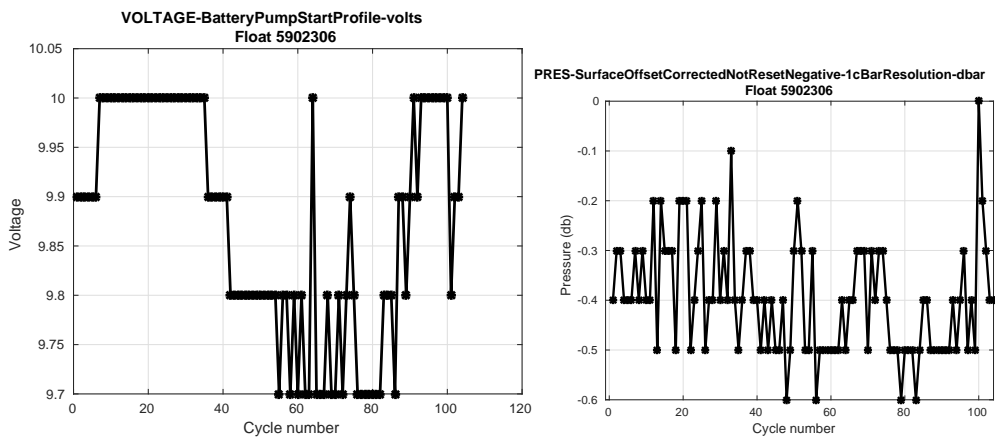 VOLTAGE-BatteryPumpStartProfile-volts
Float 5902306
10.05
10
9.95
9.9
9.85
9.8
9.75
9.7
Voltage
0 20 40 60 80 100 120
Cycle number
PRES-SurfaceOffsetCorrectedNotResetNegative-1cBarResolution-dbar
Float 5902306
0
-0.1
-0.2
-0.3
-0.4
-0.5
-0.6
Pressure (db)
0 20 40 60 80 100
Cycle number